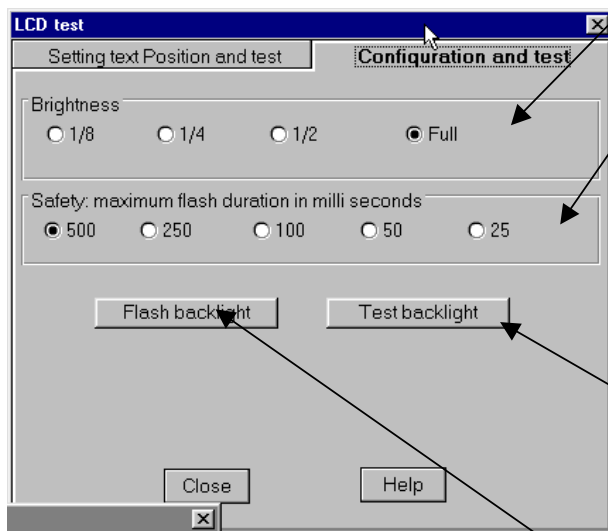 LCD test
Setting text Position and test Configuration and test
Brightness
1/8 1/4 1/2 Full
Safety: maximum flash duration in milli seconds
500 250 100 50 25
Flash backlight Test backlight
Close Help